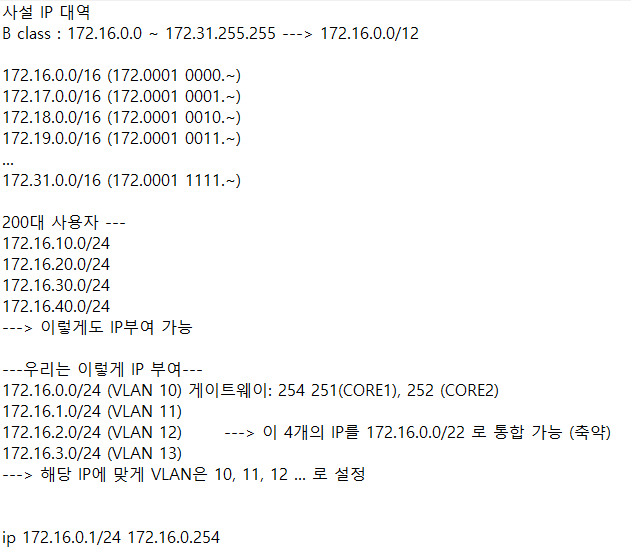 사설 IP 대역
B class : 172.16.0.0 ~ 172.31.255.255 ---> 172.16.0.0/12
172.16.0.0/16 (172.0001 0000.~)
172.17.0.0/16 (172.0001 0001.~)
172.18.0.0/16 (172.0001 0010.~)
172.19.0.0/16 (172.0001 0011.~)
...
172.31.0.0/16 (172.0001 1111.~)
200대 사용자 ---
172.16.10.0/24
172.16.20.0/24
172.16.30.0/24
172.16.40.0/24
---> 이렇게도 IP부여 가능
---우리는 이렇게 IP 부여---
172.16.0.0/24 (VLAN 10) 게이트웨이: 254 251(CORE1), 252 (CORE2)
172.16.1.0/24 (VLAN 11)
172.16.2.0/24 (VLAN 12) ---> 이 4개의 IP를 172.16.0.0/22 로 통합 가능 (축약)
172.16.3.0/24 (VLAN 13)
---> 해당 IP에 맞게 VLAN은 10, 11, 12 ... 로 설정
ip 172.16.0.1/24 172.16.0.254